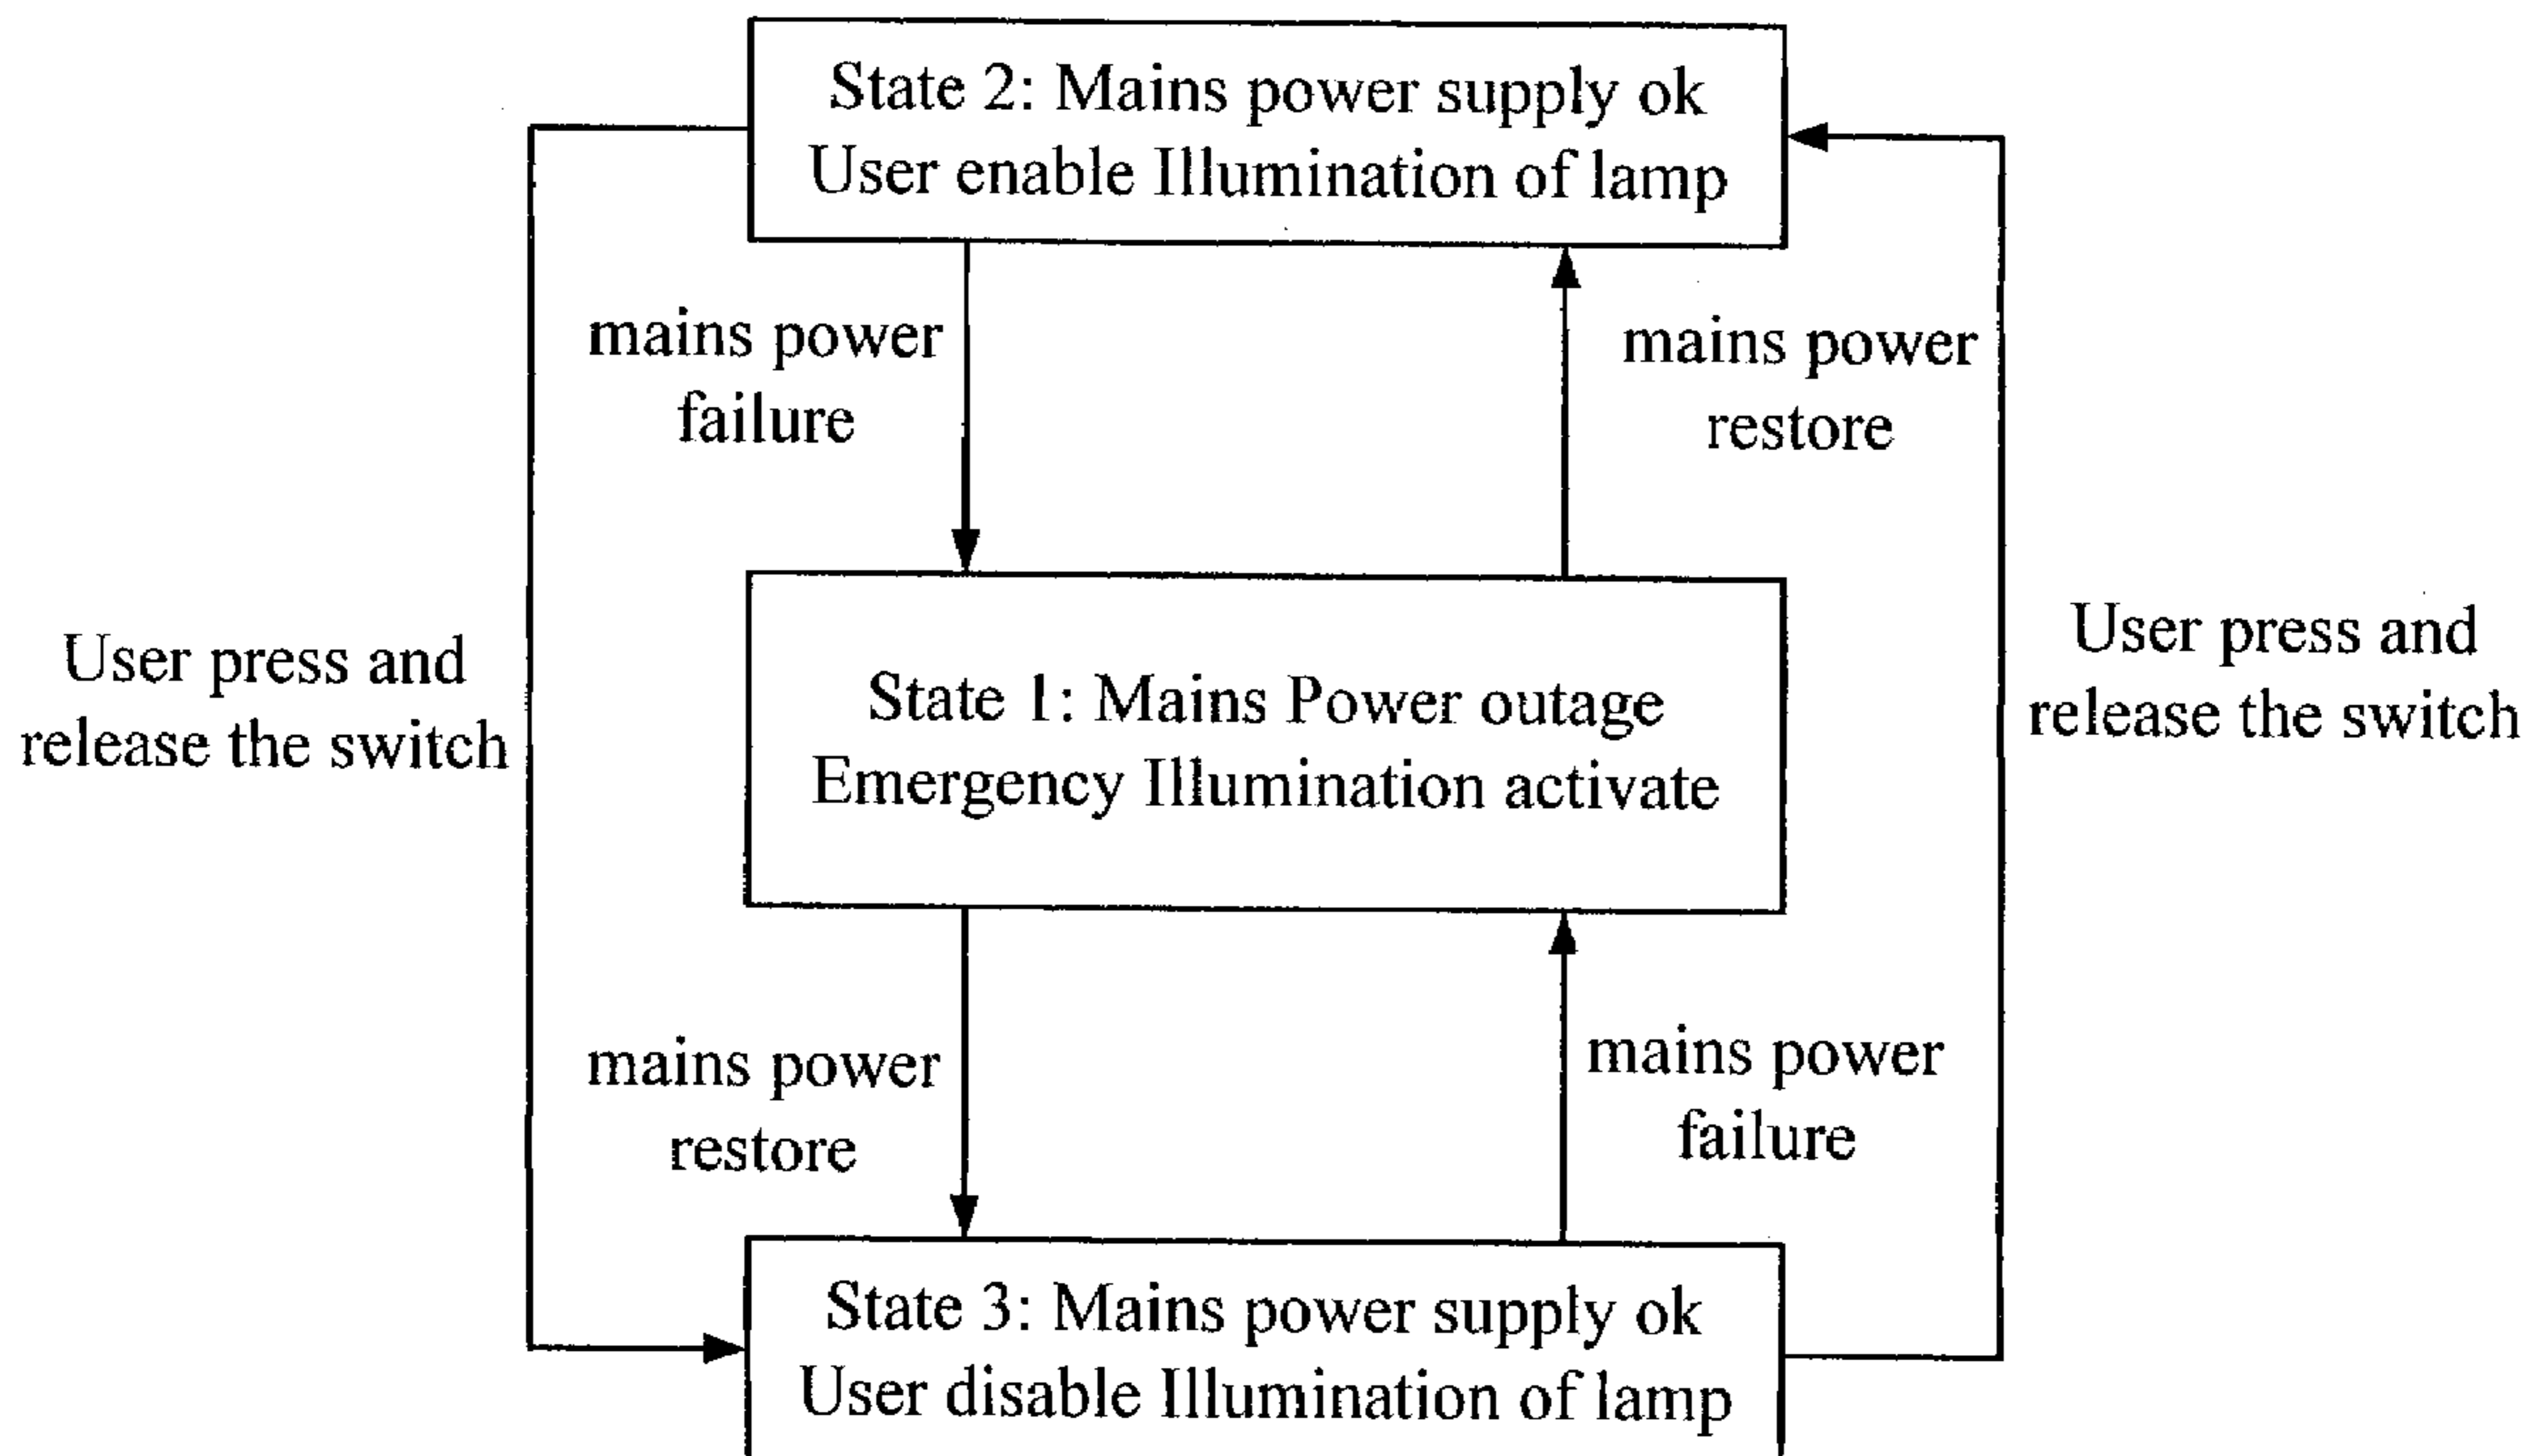 State 2: Mains power supply ok
User enable Illumination of lamp
mains power
failure
mains power
restore
User press and
release the switch
State 1: Mains Power outage
Emergency Illumination activate
User press and
release the switch
mains power
restore
mains power
failure
State 3: Mains power supply ok
User disable Illumination of lamp